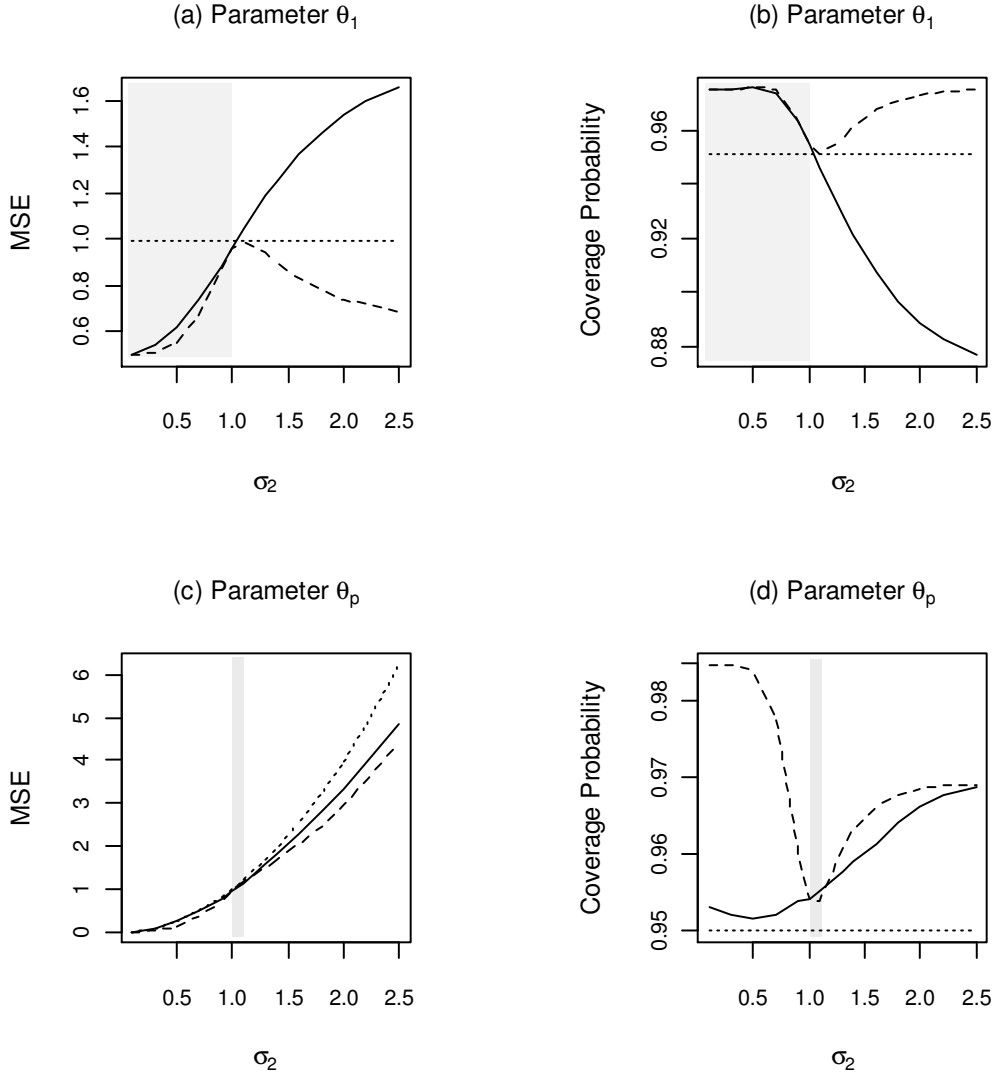 (a) Parameter θ1
(b) Parameter θ1
MSE
0.6 0.8 1.0 1.2 1.4 1.6
0.5 1.0 1.5 2.0 2.5
σ2
Coverage Probability
0.88 0.92 0.96
0.5 1.0 1.5 2.0 2.5
σ2
(c) Parameter θp
(d) Parameter θp
MSE
0 1 2 3 4 5 6
0.5 1.0 1.5 2.0 2.5
σ2
Coverage Probability
0.95 0.96 0.97 0.98
0.5 1.0 1.5 2.0 2.5
σ2